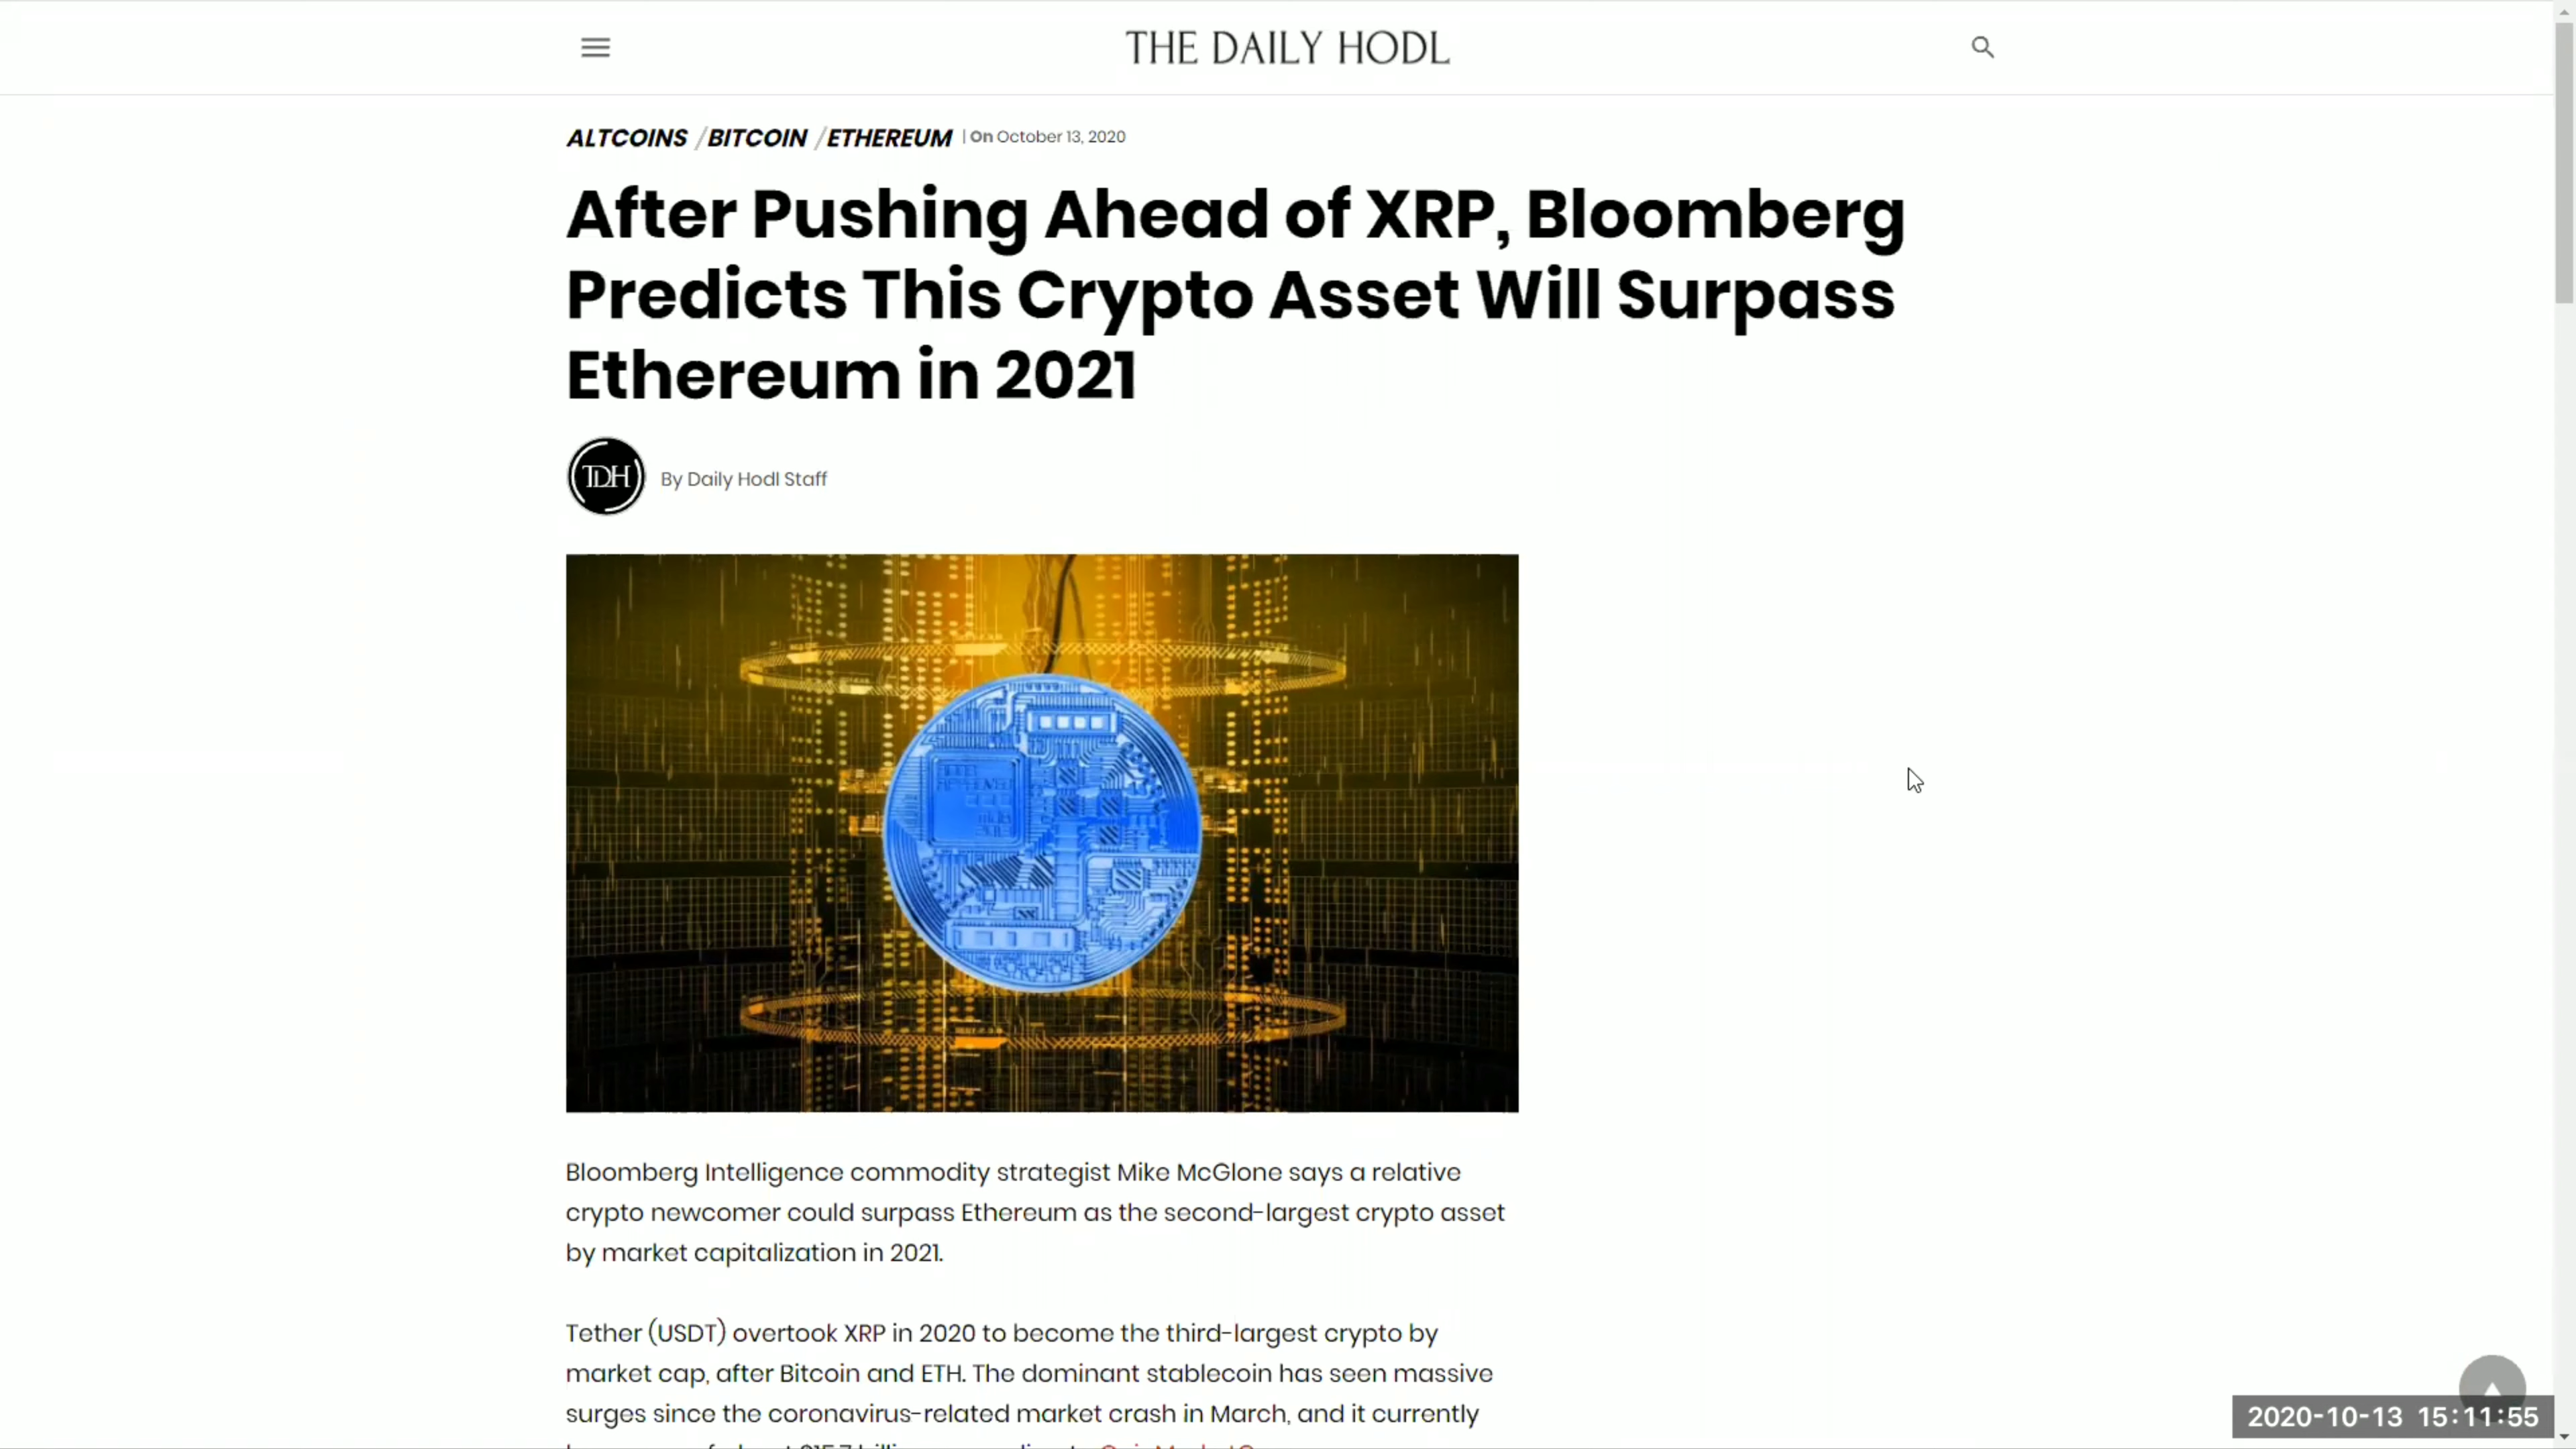 THE DAILY HODL
ALTCOINS / BITCOIN / ETHEREUM | On October 13, 2020
After Pushing Ahead of XRP, Bloomberg
Predicts This Crypto Asset Will Surpass
Ethereum in 2021
TDH
By Daily Hodl Staff
Bloomberg Intelligence commodity strategist Mike McGlone says a relative
crypto newcomer could surpass Ethereum as the second-largest crypto asset
by market capitalization in 2021.
Tether (USDT) overtook XRP in 2020 to become the third-largest crypto by
market cap, after Bitcoin and ETH. The dominant stablecoin has seen massive
surges since the coronavirus-related market crash in March, and it currently
2020-10-13 15:11:55